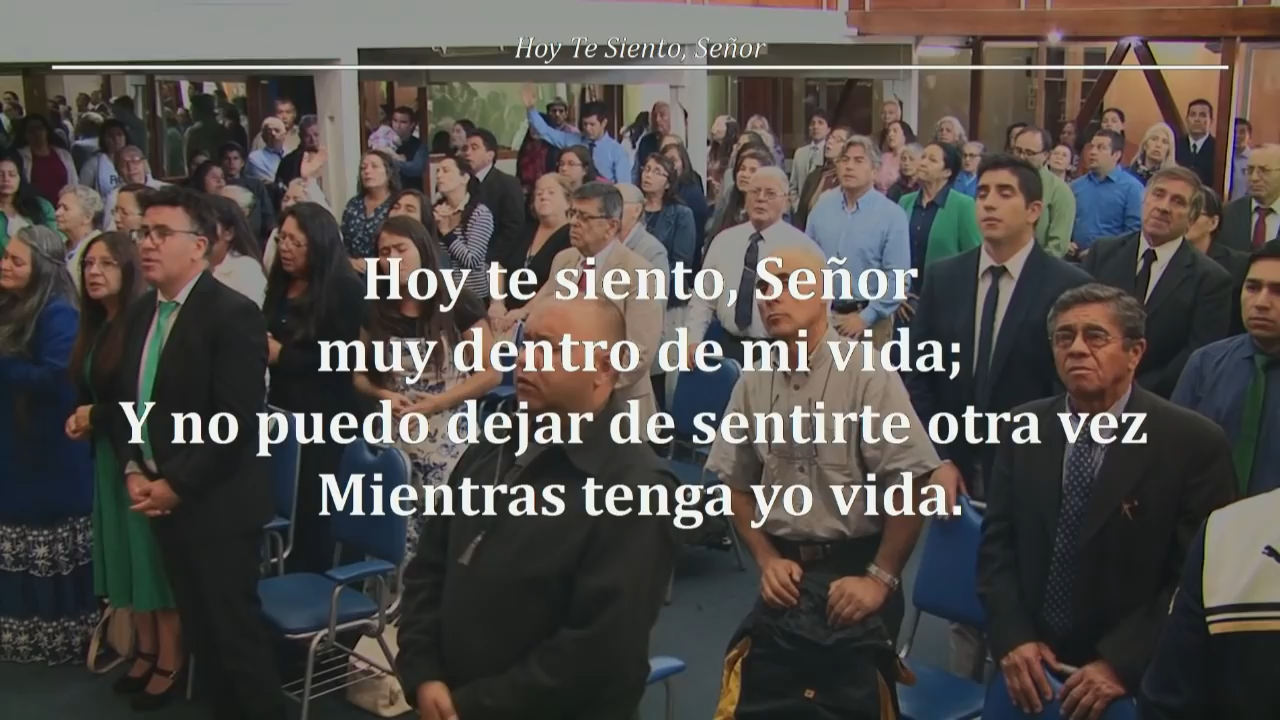 Hoy Te Siento, Señor
Hoy te siento, Señor
muy dentro de mi vida;
Y no puedo dejar de sentirte otra vez
Mientras tenga yo vida.